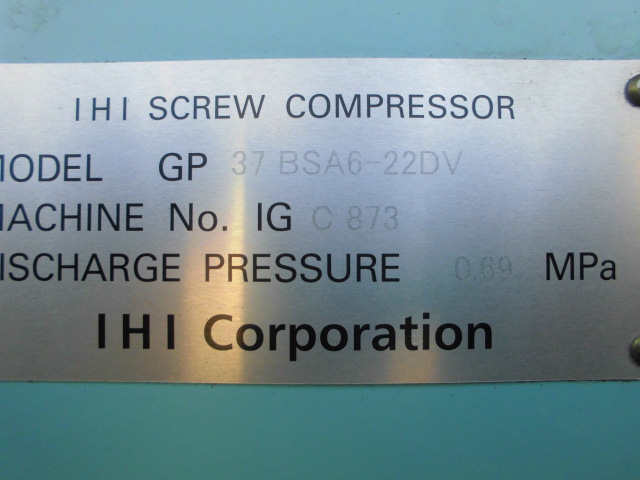 IHI SCREW COMPRESSOR
MODEL GP 37 BSA6-22DV
MACHINE No. IG C 873
DISCHARGE PRESSURE 0.69 MPa
IHI Corporation